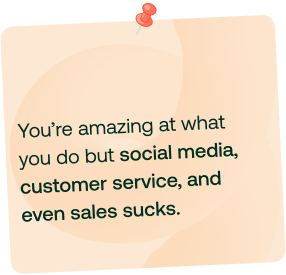 You’re amazing at what
you do but social media,
customer service, and
even sales sucks.